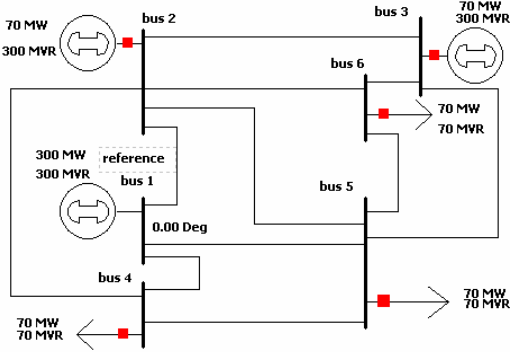 70 MW
300 MVR
bus 2
bus 3
70 MW
300 MVR
bus 6
70 MW
70 MVR
300 MW
300 MVR
reference
bus 1
0.00 Deg
bus 5
bus 4
70 MW
70 MVR
70 MW
70 MVR